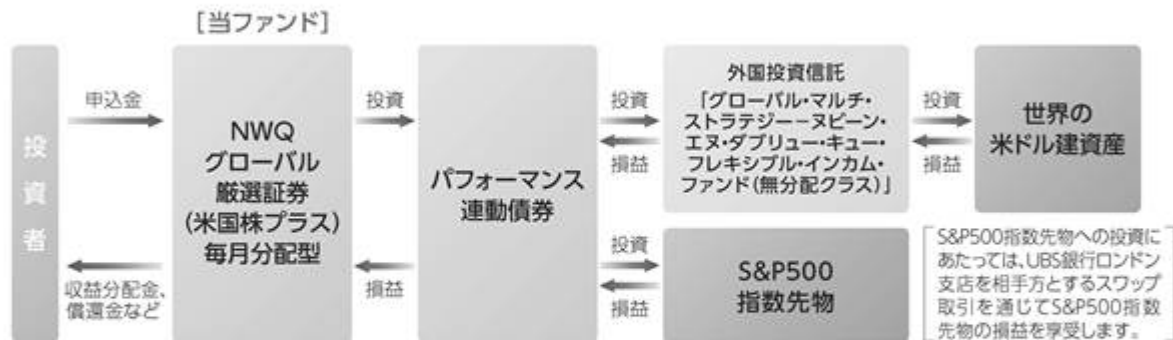 [当ファンド]
投資者
申込金
収益分配金、
償還金など
NWQ
グローバル
厳選証券
(米国株プラス)
毎月分配型
投資
損益
パフォーマンス
連動債券
投資
損益
外国投資信託
「グローバル・マルチ・
ストラテジー－ヌビーン・
エヌ・ダブリュー・キュー・
フレキシブル・インカム・
ファンド(無分配クラス)」
投資
損益
世界の
米ドル建資産
投資
損益
S&P500
指数先物
S&P500指数先物への投資に
あたっては、UBS銀行ロンドン
支店を相手方とするスワップ
取引を通じてS&P500指数
先物の損益を享受します。